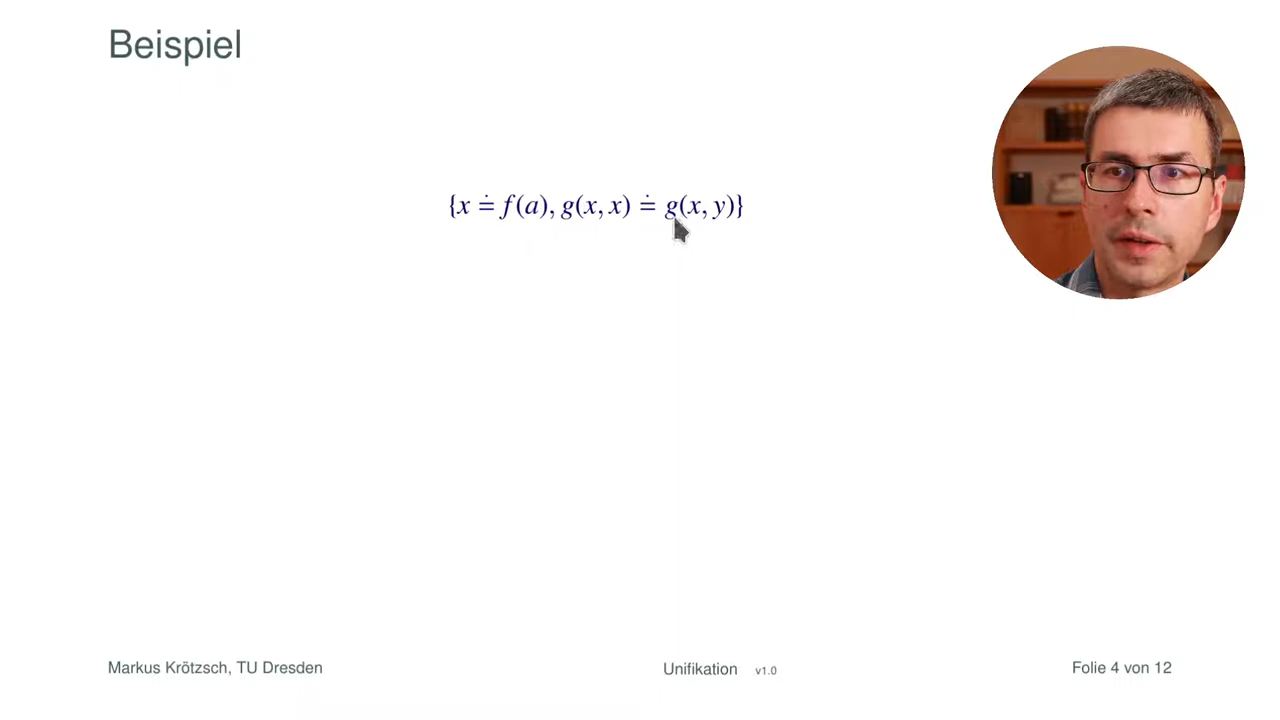 Beispiel
{x ≐ f(a), g(x, x) ≐ g(x, y)}
Markus Krötzsch, TU Dresden Unifikation v1.0 Folie 4 von 12